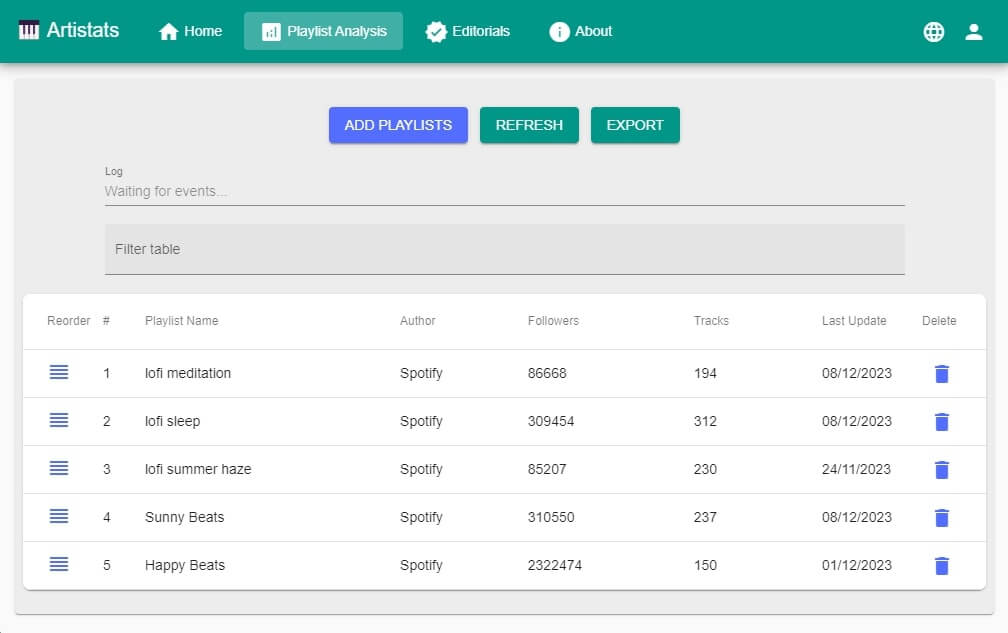 Artistats Home Playlist Analysis Editorials About
ADD PLAYLISTS REFRESH EXPORT
Log
Waiting for events...
Filter table
Reorder # Playlist Name Author Followers Tracks Last Update Delete
1 lofi meditation Spotify 86668 194 08/12/2023
2 lofi sleep Spotify 309454 312 08/12/2023
3 lofi summer haze Spotify 85207 230 24/11/2023
4 Sunny Beats Spotify 310550 237 08/12/2023
5 Happy Beats Spotify 2322474 150 01/12/2023